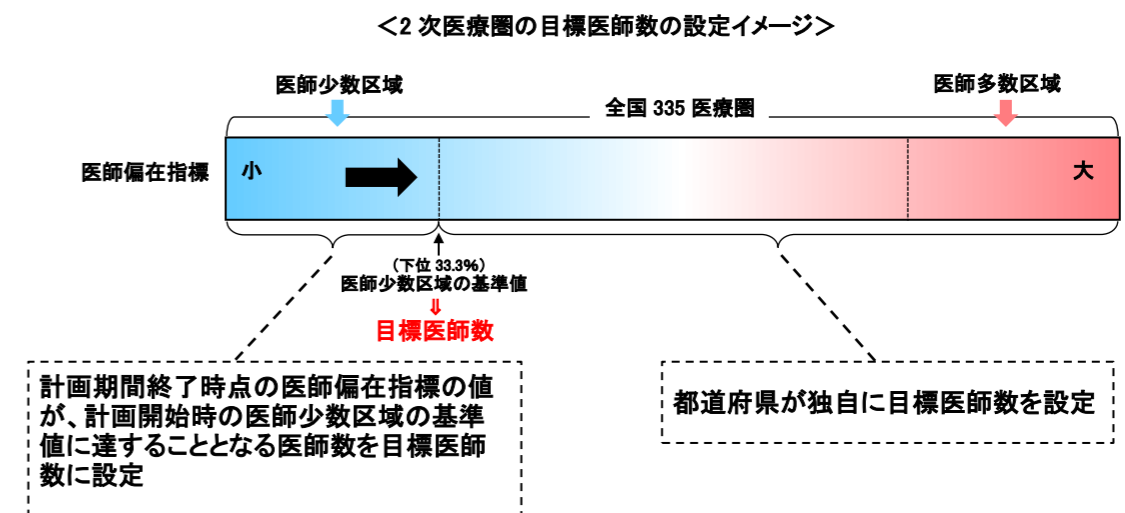 ＜2 次医療圏の目標医師数の設定イメージ＞
医師少数区域
医師多数区域
全国 335 医療圏
医師偏在指標
小
大
（下位 33.3％）
医師少数区域の基準値
⇓
目標医師数
計画期間終了時点の医師偏在指標の値
が、計画開始時の医師少数区域の基準
値に達することとなる医師数を目標医師
数に設定
都道府県が独自に目標医師数を設定